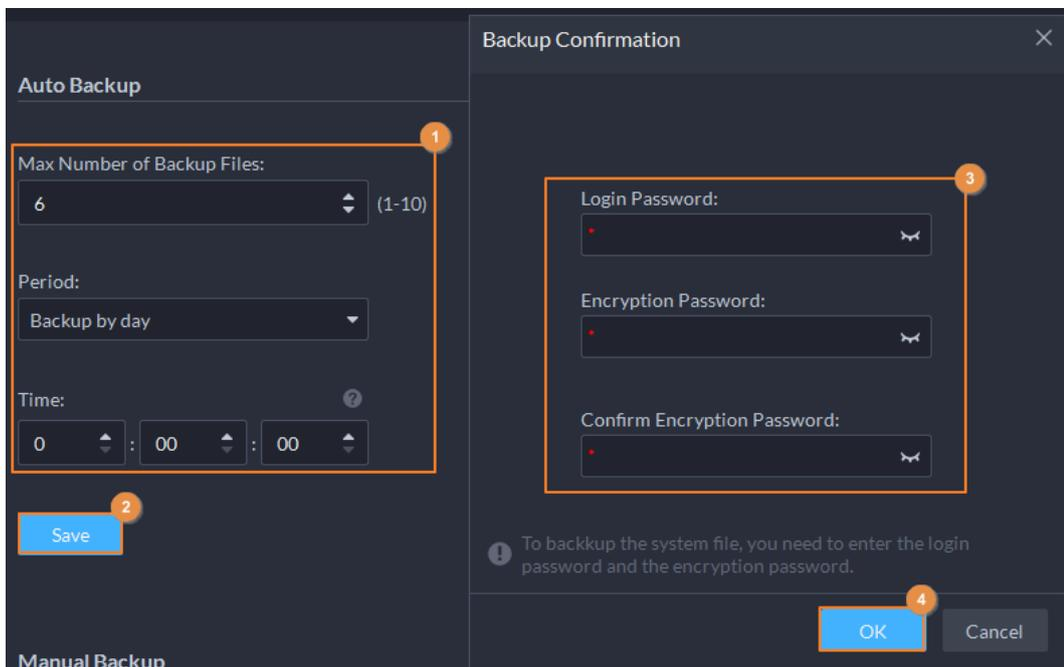 Auto Backup
1
Max Number of Backup Files:
6 (1-10)
Period:
Backup by day
Time: ?
0 : 00 : 00
2
Save
Manual Backup
Backup Confirmation
3
Login Password:
*
Encryption Password:
*
Confirm Encryption Password:
*
! To backkup the system file, you need to enter the login
password and the encryption password.
4
OK Cancel